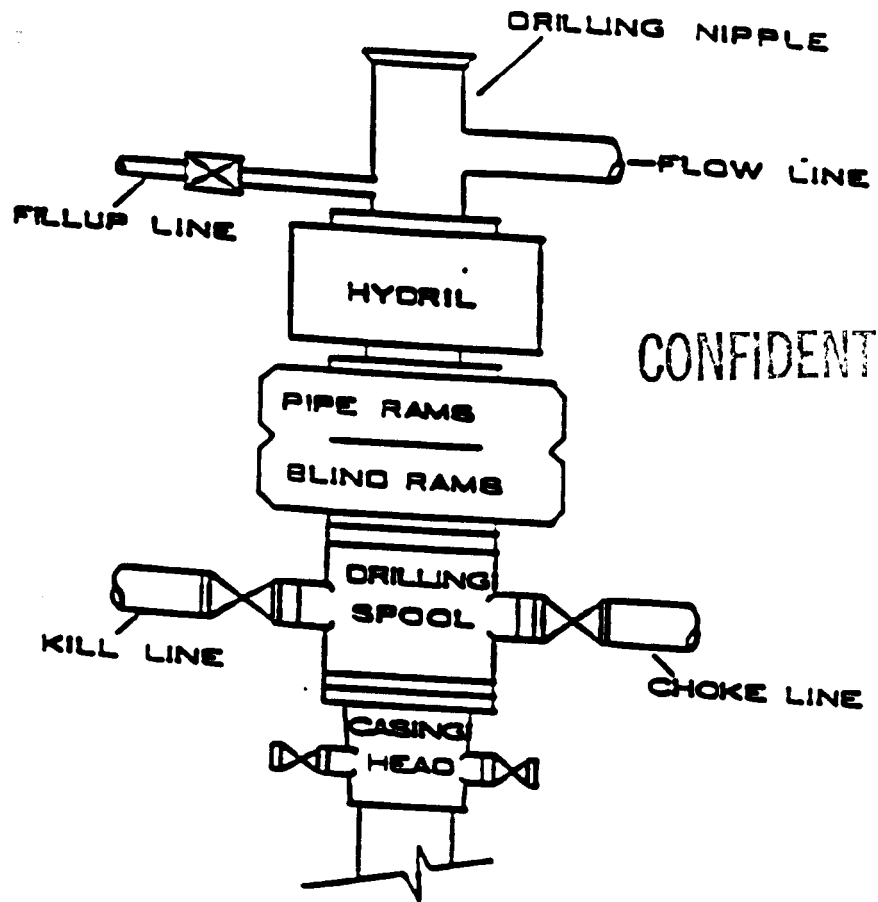 DRILLING NIPPLE
FLOW LINE
FILLUP LINE
HYDRIL
CONFIDENT
PIPE RAMS
BLIND RAMS
DRILLING
SPOOL
KILL LINE
CHOKE LINE
CASING
HEAD